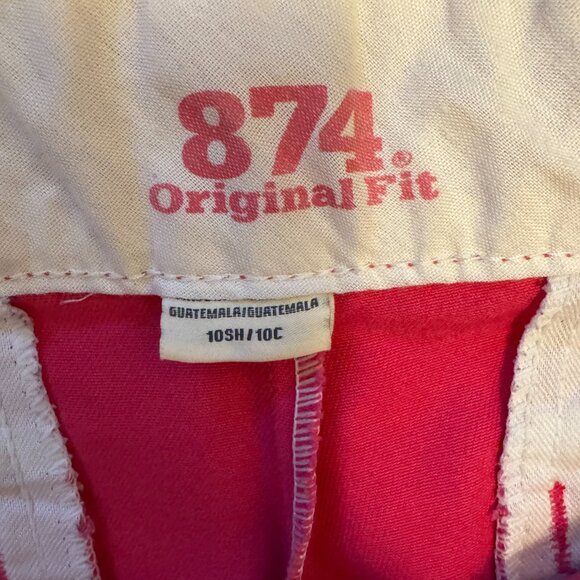 874®
Original Fit
GUATEMALA/GUATEMALA
10SH/10C